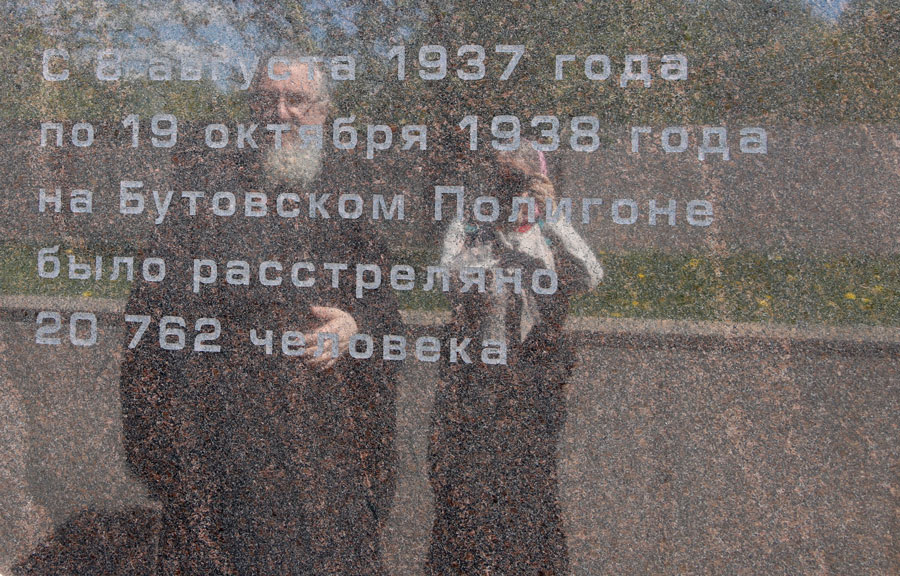 С 8 августа 1937 года
по 19 октября 1938 года
на Бутовском Полигоне
было расстреляно
20 762 человека